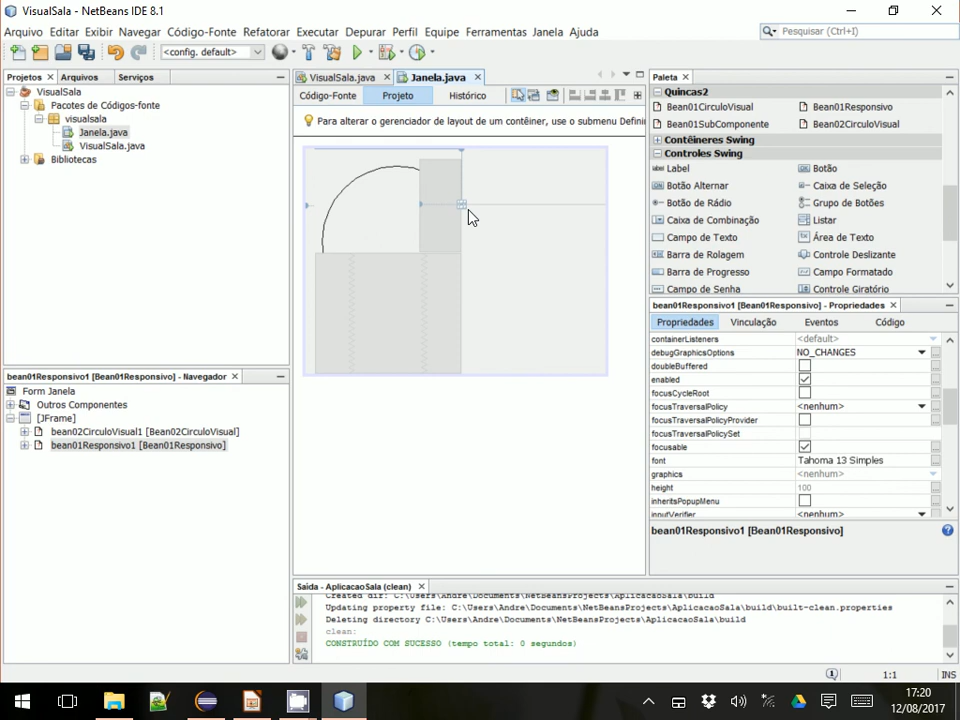 VisualSala - NetBeans IDE 8.1
Arquivo Editar Exibir Navegar Código-Fonte Refatorar Executar Depurar Perfil Equipe Ferramentas Janela Ajuda
Pesquisar (Ctrl+I)
<config. default>
Projetos
Arquivos
Serviços
VisualSala
Pacotes de Códigos-fonte
visualsala
Janela.java
VisualSala.java
Bibliotecas
VisualSala.java
Janela.java
Código-Fonte
Projeto
Histórico
Para alterar o gerenciador de layout de um contêiner, use o submenu Defini
Paleta
Quincas2
Bean01CirculoVisual
Bean01Responsivo
Bean01SubComponente
Bean02CirculoVisual
Contêineres Swing
Controles Swing
Label
Botão
Botão Alternar
Caixa de Seleção
Botão de Rádio
Grupo de Botões
Caixa de Combinação
Listar
Campo de Texto
Área de Texto
Barra de Rolagem
Controle Deslizante
Barra de Progresso
Campo Formatado
Campo de Senha
Controle Giratório
bean01Responsivo1 [Bean01Responsivo] - Propriedades
Propriedades
Vinculação
Eventos
Código
containerListeners <default>
debugGraphicsOptions NO_CHANGES
doubleBuffered
enabled
focusCycleRoot
focusTraversalPolicy <nenhum>
focusTraversalPolicyProvider
focusTraversalPolicySet
focusable
font Tahoma 13 Simples
graphics <nenhum>
height 100
inheritsPopupMenu
inputVerifier <nenhum>
bean01Responsivo1 [Bean01Responsivo]
bean01Responsivo1 [Bean01Responsivo] - Navegador
Form Janela
Outros Componentes
[JFrame]
bean02CirculoVisual1 [Bean02CirculoVisual]
bean01Responsivo1 [Bean01Responsivo]
Saída - AplicacaoSala (clean)
Created dir: C:\Users\Andre\Documents\NetBeansProjects\AplicacaoSala\build
Updating property file: C:\Users\Andre\Documents\NetBeansProjects\AplicacaoSala\build\built-clean.properties
Deleting directory C:\Users\Andre\Documents\NetBeansProjects\AplicacaoSala\build
clean:
CONSTRUÍDO COM SUCESSO (tempo total: 0 segundos)
1:1
INS
17:20
12/08/2017